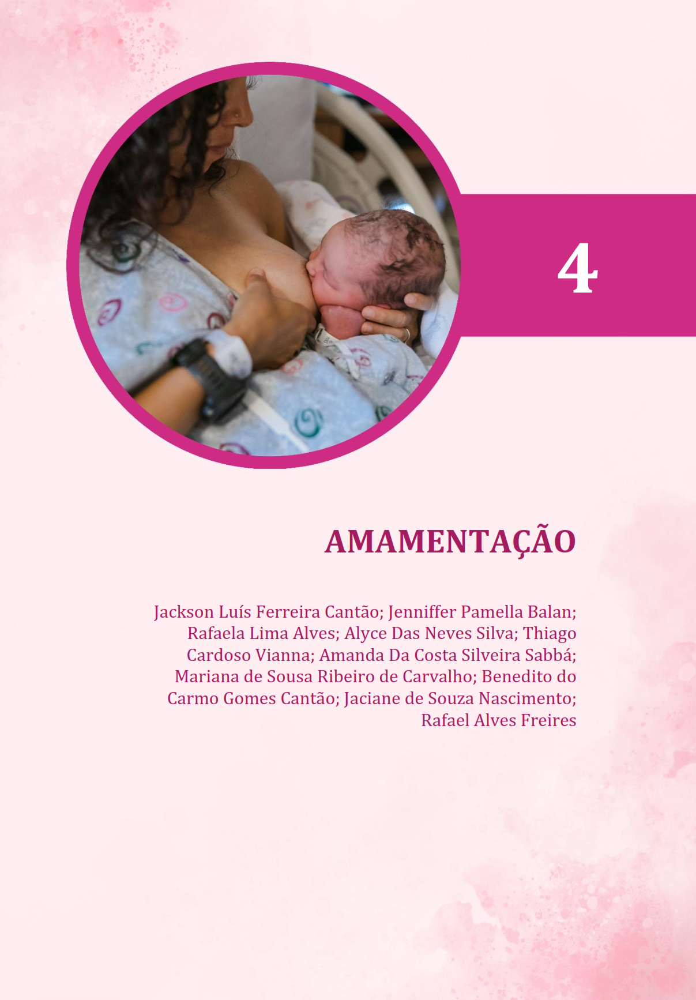 4
AMAMENTAÇÃO
Jackson Luís Ferreira Cantão; Jenniffer Pamella Balan;
Rafaela Lima Alves; Alyce Das Neves Silva; Thiago
Cardoso Vianna; Amanda Da Costa Silveira Sabbá;
Mariana de Sousa Ribeiro de Carvalho; Benedito do
Carmo Gomes Cantão; Jaciane de Souza Nascimento;
Rafael Alves Freires